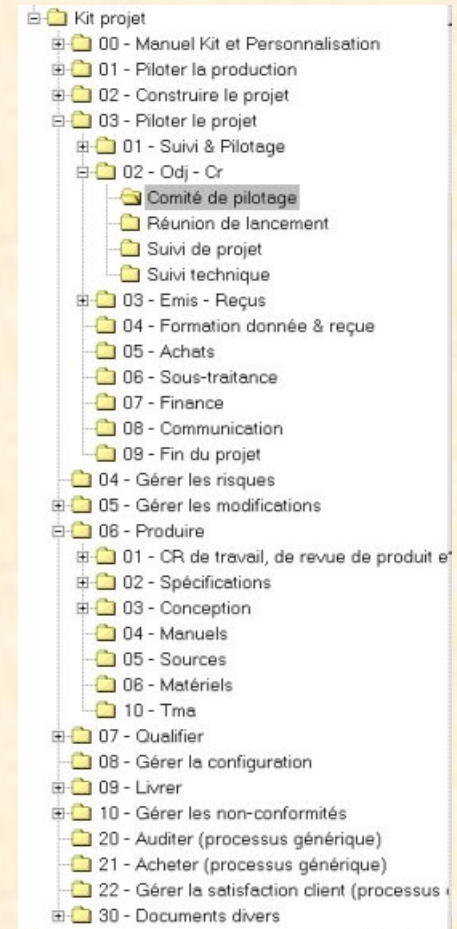 Kit projet
00 - Manuel Kit et Personnalisation
01 - Piloter la production
02 - Construire le projet
03 - Piloter le projet
01 - Suivi & Pilotage
02 - Odj - Cr
Comité de pilotage
Réunion de lancement
Suivi de projet
Suivi technique
03 - Emis - Reçus
04 - Formation donnée & reçue
05 - Achats
06 - Sous-traitance
07 - Finance
08 - Communication
09 - Fin du projet
04 - Gérer les risques
05 - Gérer les modifications
06 - Produire
01 - CR de travail, de revue de produit e
02 - Spécifications
03 - Conception
04 - Manuels
05 - Sources
06 - Matériels
10 - Tma
07 - Qualifier
08 - Gérer la configuration
09 - Livrer
10 - Gérer les non-conformités
20 - Auditer (processus générique)
21 - Acheter (processus générique)
22 - Gérer la satisfaction client (processus
30 - Documents divers